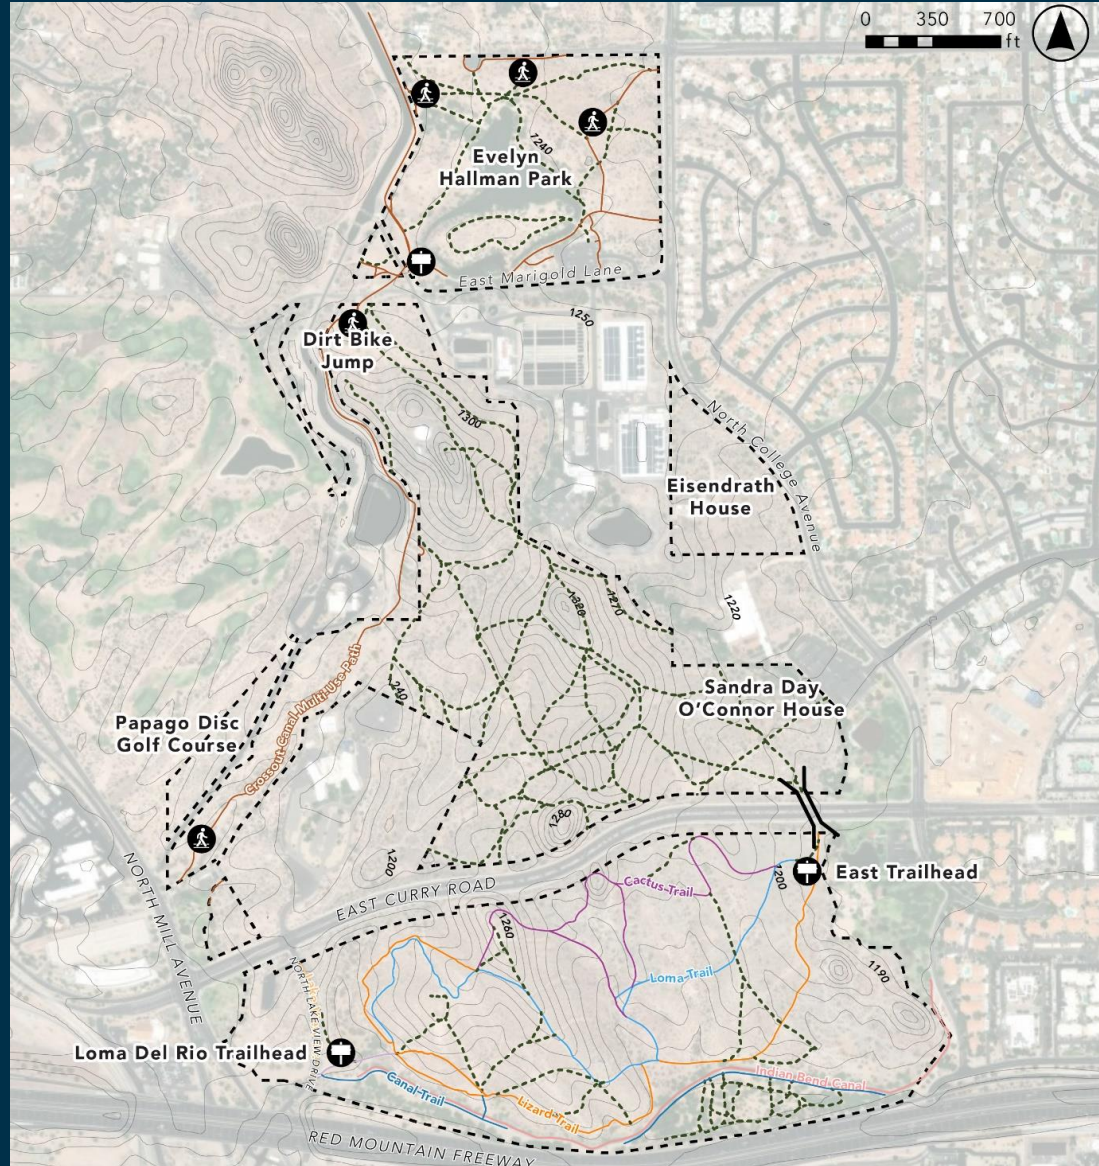 0 350 700
ft
1240
Evelyn
Hallman Park
East Marigold Lane
1250
Dirt Bike
Jump
1300
North College Avenue
Eisendrath
House
1320
1270
1220
240
Sandra Day
O'Connor House
Papago Disc
Golf Course
Crossout Canal Multi-Use Path
1280
1200
NORTH MILL AVENUE
EAST CURRY ROAD
Cactus Trail
1200
East Trailhead
1260
Loma Trail
1190
NORTH LAKE VIEW DRIVE
Loma Del Rio Trailhead
Canal Trail
Lizard Trail
Indian Bend Canal
RED MOUNTAIN FREEWAY